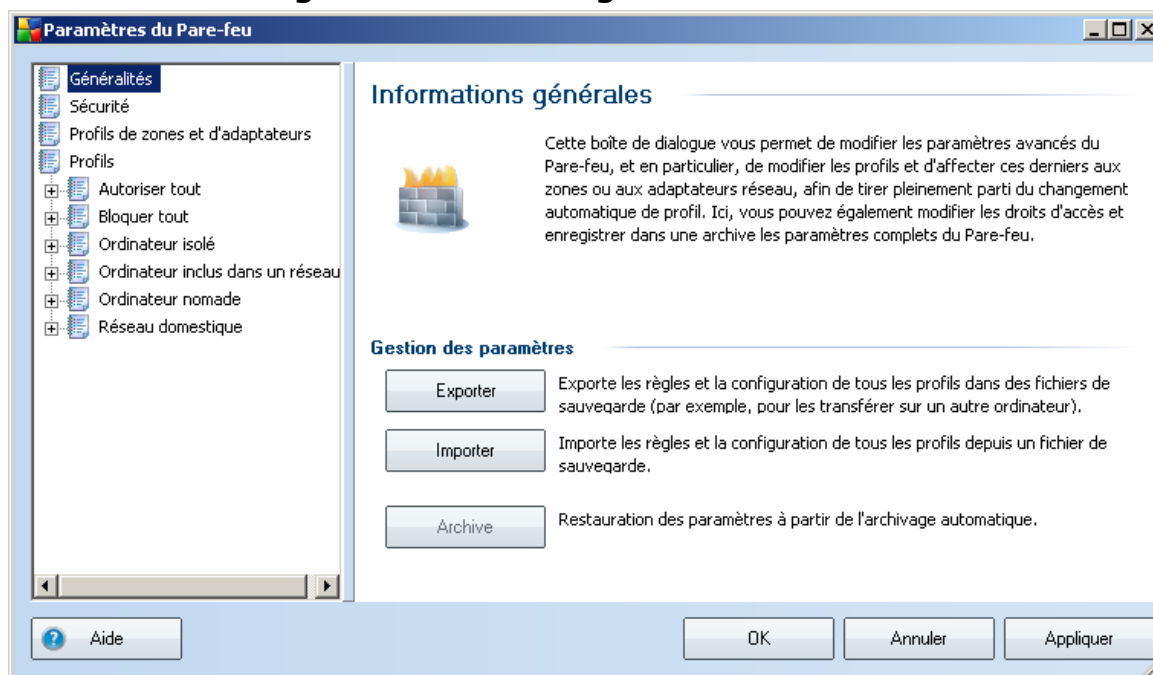 Paramètres du Pare-feu
Généralités
Sécurité
Profils de zones et d'adaptateurs
Profils
Autoriser tout
Bloquer tout
Ordinateur isolé
Ordinateur inclus dans un réseau
Ordinateur nomade
Réseau domestique
Informations générales
Cette boîte de dialogue vous permet de modifier les paramètres avancés du
Pare-feu, et en particulier, de modifier les profils et d'affecter ces derniers aux
zones ou aux adaptateurs réseau, afin de tirer pleinement parti du changement
automatique de profil. Ici, vous pouvez également modifier les droits d'accès et
enregistrer dans une archive les paramètres complets du Pare-feu.
Gestion des paramètres
Exporter
Exporte les règles et la configuration de tous les profils dans des fichiers de
sauvegarde (par exemple, pour les transférer sur un autre ordinateur).
Importer
Importe les règles et la configuration de tous les profils depuis un fichier de
sauvegarde.
Archive
Restauration des paramètres à partir de l'archivage automatique.
Aide
OK
Annuler
Appliquer